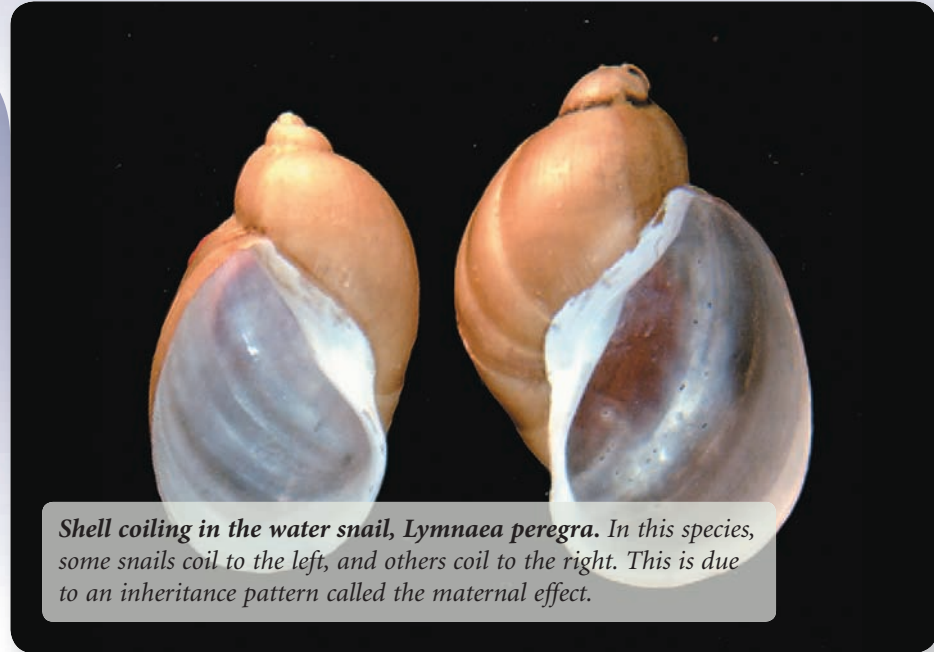 Shell coiling in the water snail, Lymnaea peregra. In this species,
some snails coil to the left, and others coil to the right. This is due
to an inheritance pattern called the maternal effect.